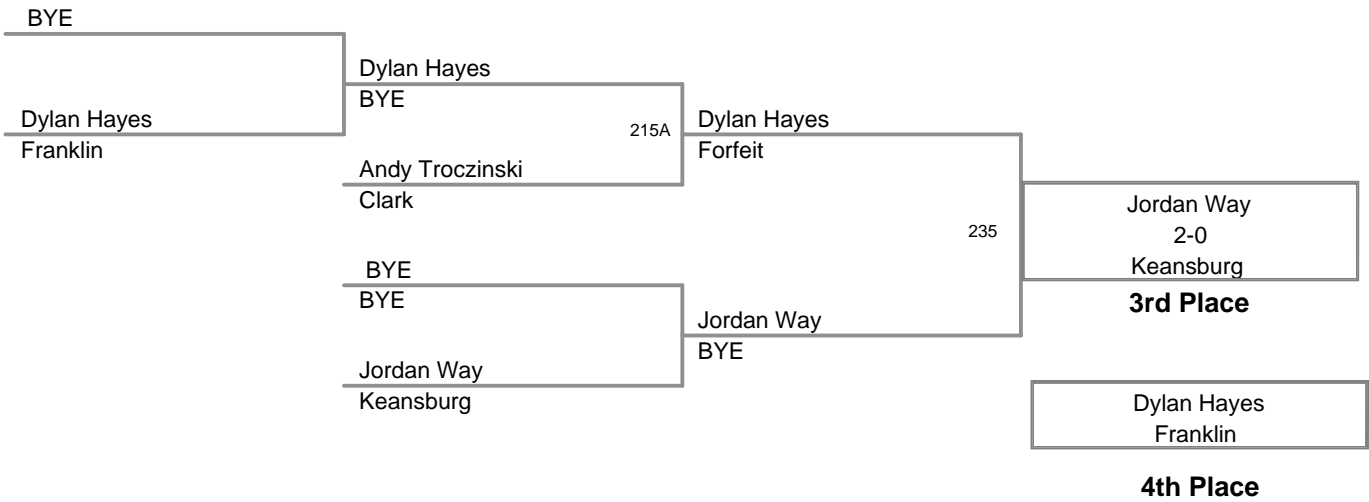 BYE
Dylan Hayes
Franklin
Dylan Hayes
BYE
215A
Andy Troczinski
Clark
BYE
BYE
Jordan Way
Keansburg
Dylan Hayes
Forfeit
235
Jordan Way
BYE
Jordan Way
2-0
Keansburg
3rd Place
Dylan Hayes
Franklin
4th Place